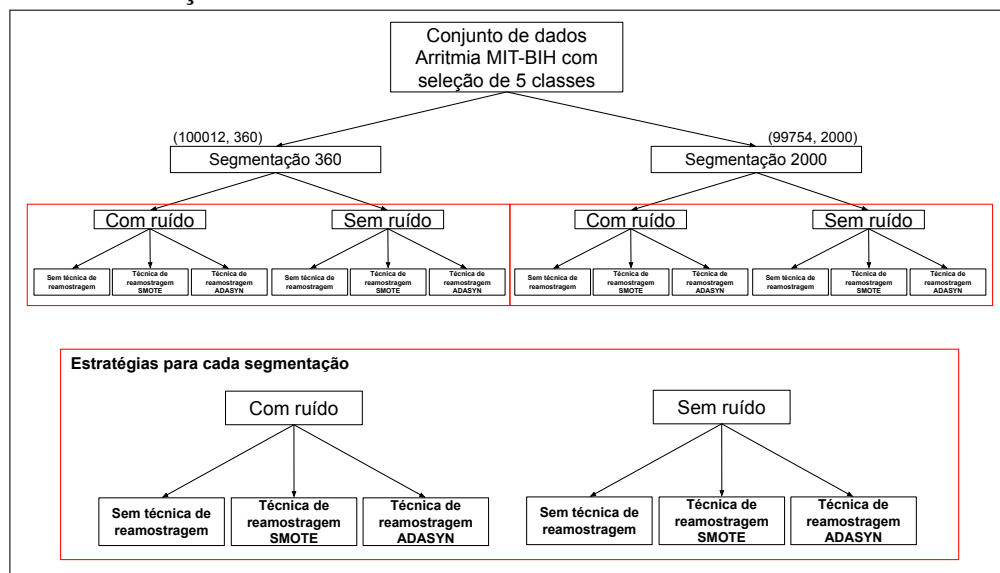 Conjunto de dados
Arritmia MIT-BIH com
seleção de 5 classes
(100012, 360)
Segmentação 360
(99754, 2000)
Segmentação 2000
Com ruído
Sem ruído
Com ruído
Sem ruído
Sem técnica de
reamostragem
Técnica de
reamostragem
SMOTE
Técnica de
reamostragem
ADASYN
Sem técnica de
reamostragem
Técnica de
reamostragem
SMOTE
Técnica de
reamostragem
ADASYN
Sem técnica de
reamostragem
Técnica de
reamostragem
SMOTE
Técnica de
reamostragem
ADASYN
Sem técnica de
reamostragem
Técnica de
reamostragem
SMOTE
Técnica de
reamostragem
ADASYN
Estratégias para cada segmentação
Com ruído
Sem ruído
Sem técnica de
reamostragem
Técnica de
reamostragem
SMOTE
Técnica de
reamostragem
ADASYN
Sem técnica de
reamostragem
Técnica de
reamostragem
SMOTE
Técnica de
reamostragem
ADASYN